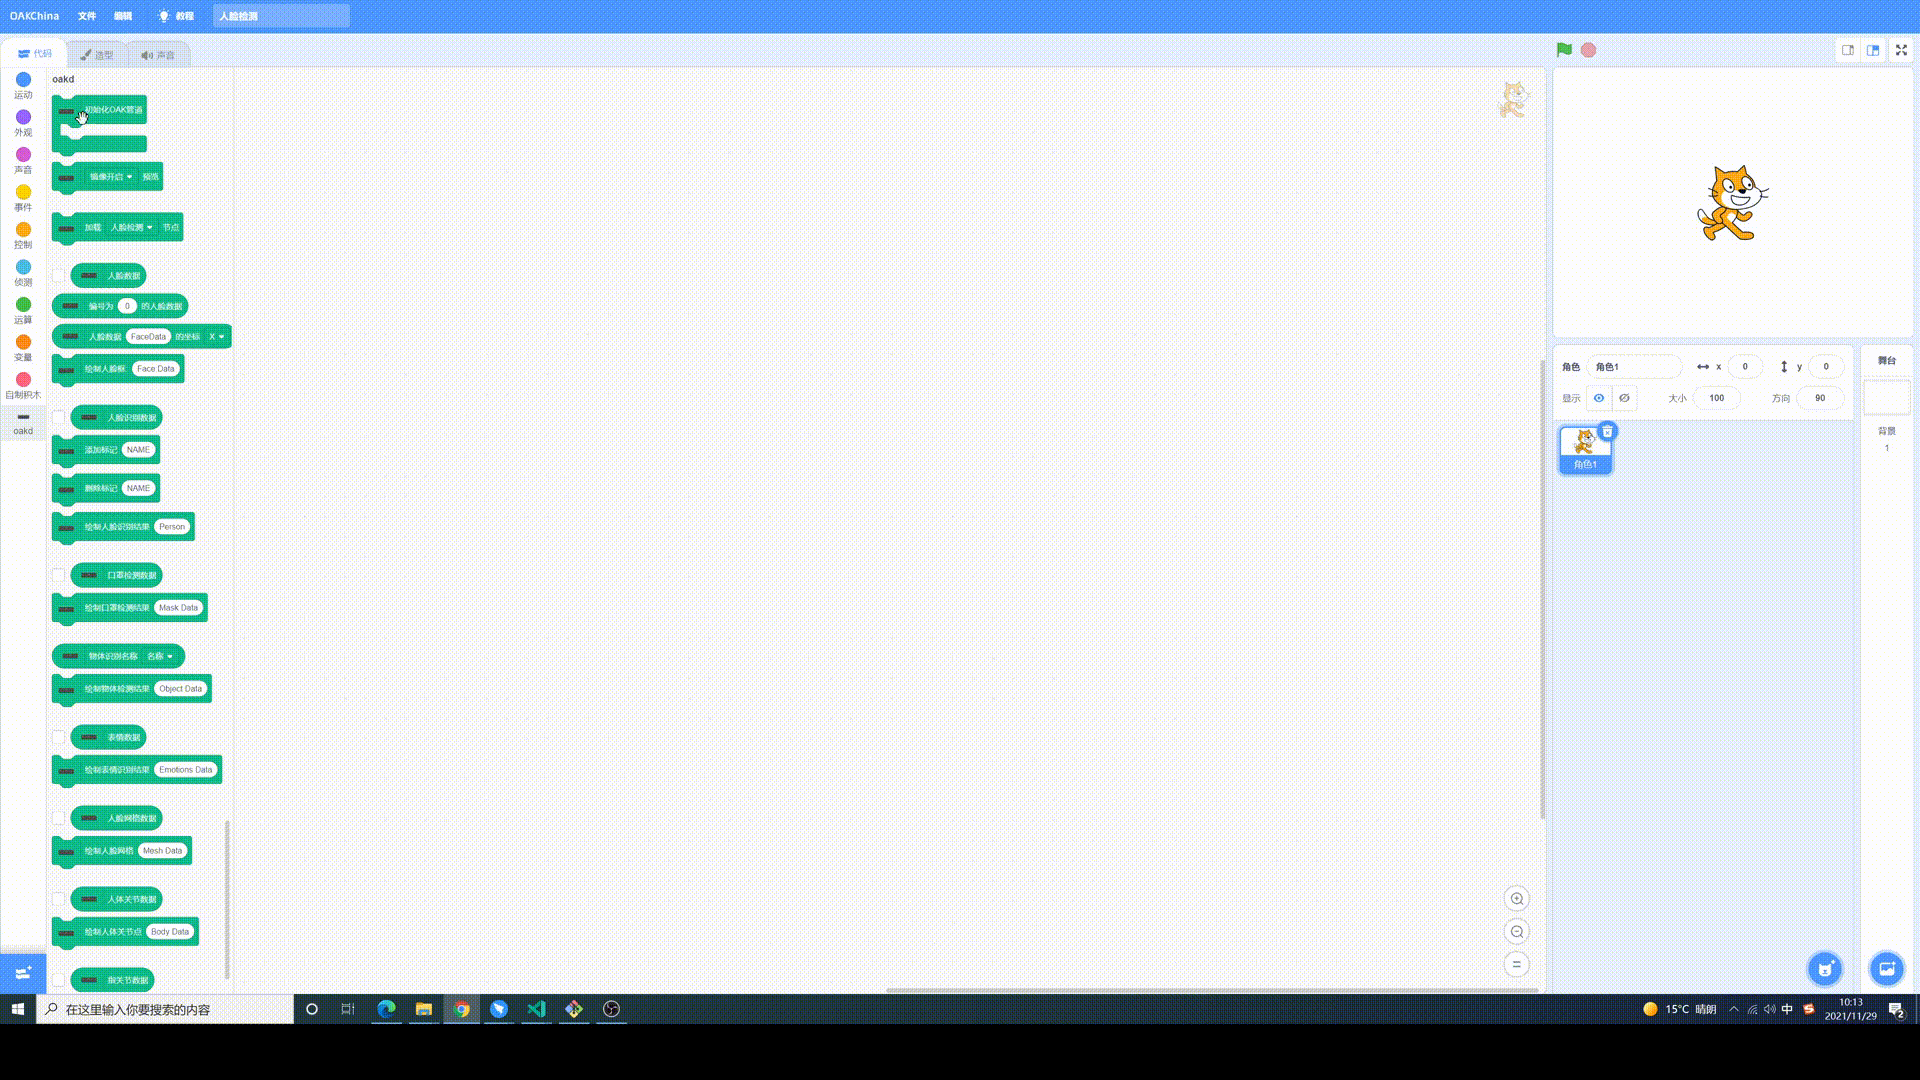 OAKChina 文件 编辑 教程 人脸检测
代码 造型 声音
运动
外观
声音
事件
控制
侦测
运算
变量
自制积木
oakd
oakd
初始化OAK管道
镜像开启 预览
加载 人脸检测 节点
人脸数据
编号为 0 的人脸数据
人脸数据 FaceData 的坐标 X
绘制人脸框 Face Data
人脸识别数据
添加标记 NAME
删除标记 NAME
绘制人脸识别结果 Person
口罩检测数据
绘制口罩检测结果 Mask Data
物体识别名称 名称
绘制物体检测结果 Object Data
表情数据
绘制表情识别结果 Emotions Data
人脸网格数据
绘制人脸网格 Mesh Data
人体关节数据
绘制人体关节点 Body Data
指关节数据
角色 角色1 x 0 y 0
显示 大小 100 方向 90
角色1
舞台
背景
1
在这里输入你要搜索的内容
15°C 晴朗 中
10:13
2021/11/29
2